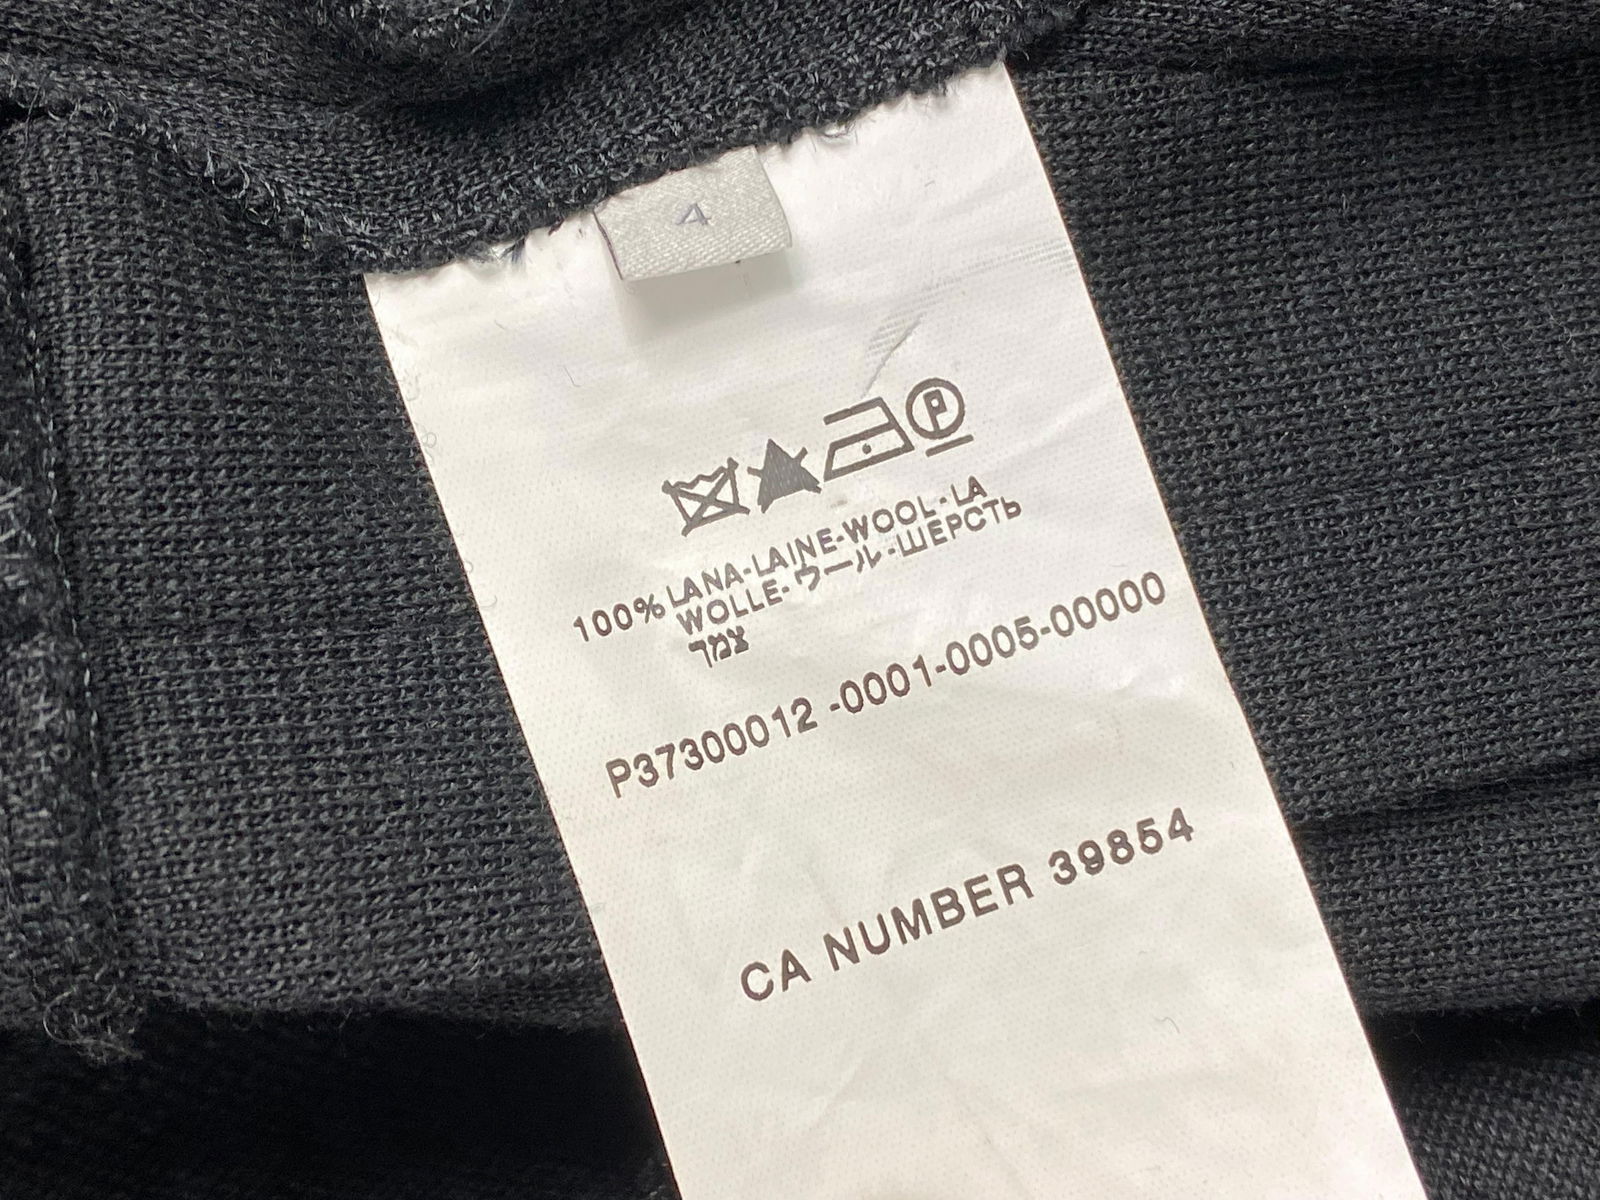 4
P
100% LANA-LAINE-WOOL-LA
WOLLE-ウール-ШЕРСТЬ
צמר
P37300012 -0001-0005-00000
CA NUMBER 39854